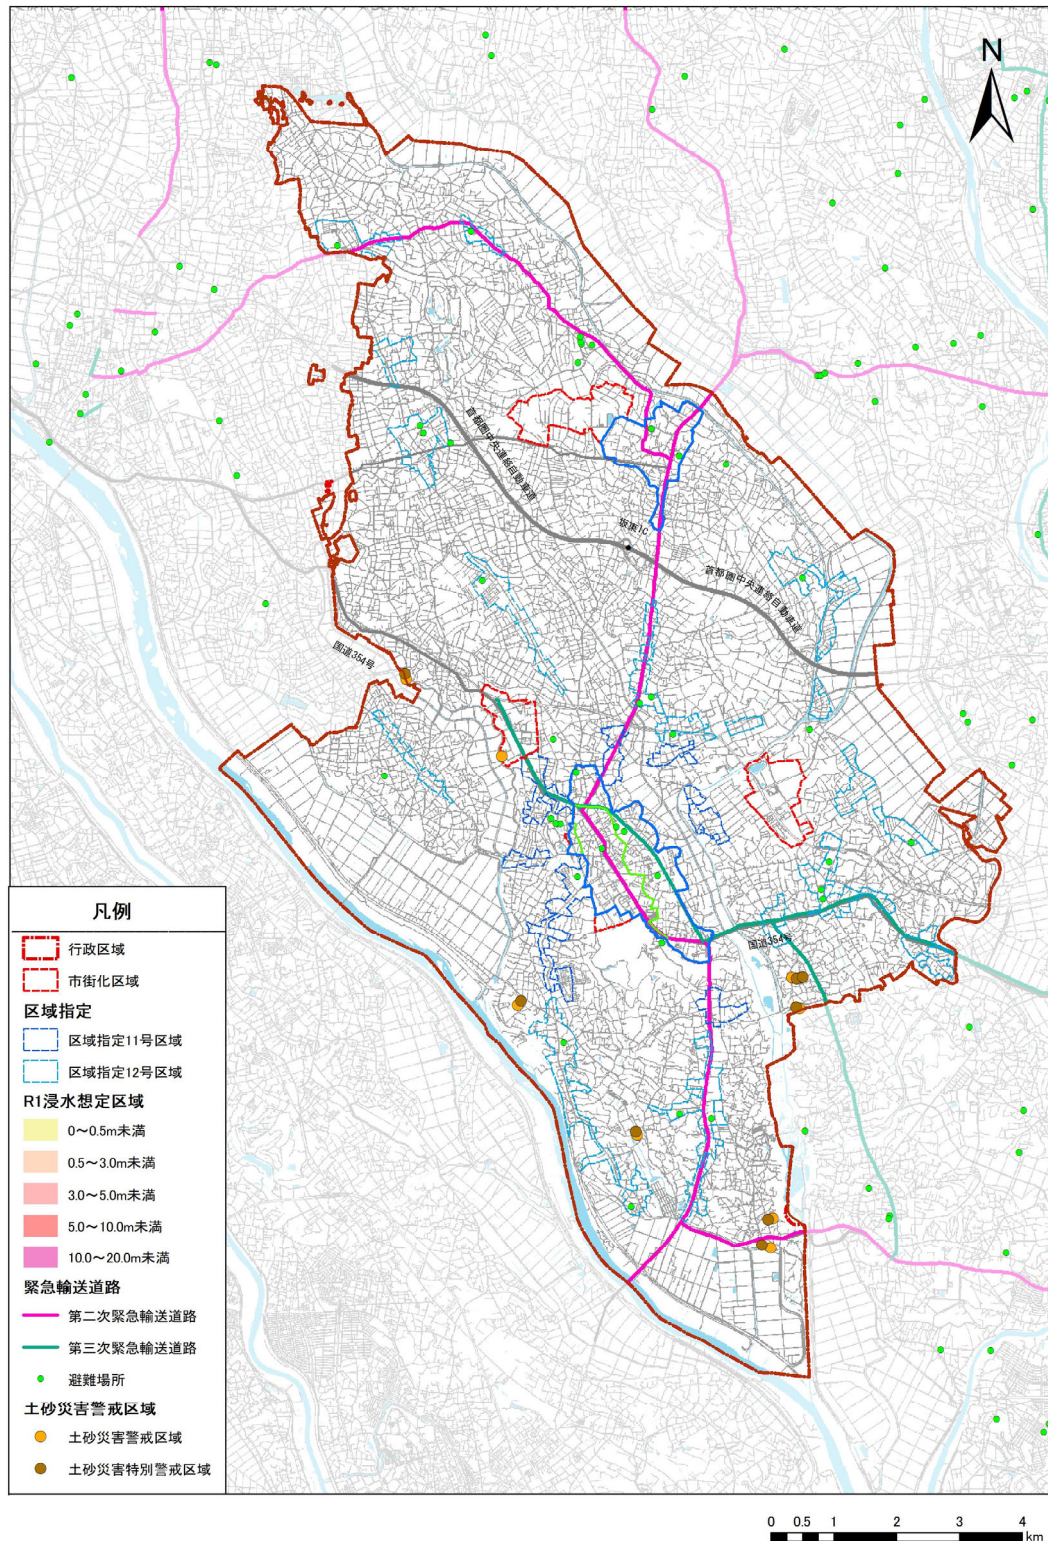 N
首都圏中央連絡自動車道
坂東IC
首都圏中央連絡自動車道
国道354号
国道354号
凡例
行政区域
市街化区域
区域指定
区域指定11号区域
区域指定12号区域
R1浸水想定区域
0～0.5m未満
0.5～3.0m未満
3.0～5.0m未満
5.0～10.0m未満
10.0～20.0m未満
緊急輸送道路
第二次緊急輸送道路
第三次緊急輸送道路
避難場所
土砂災害警戒区域
土砂災害警戒区域
土砂災害特別警戒区域
0 0.5 1 2 3 4
km